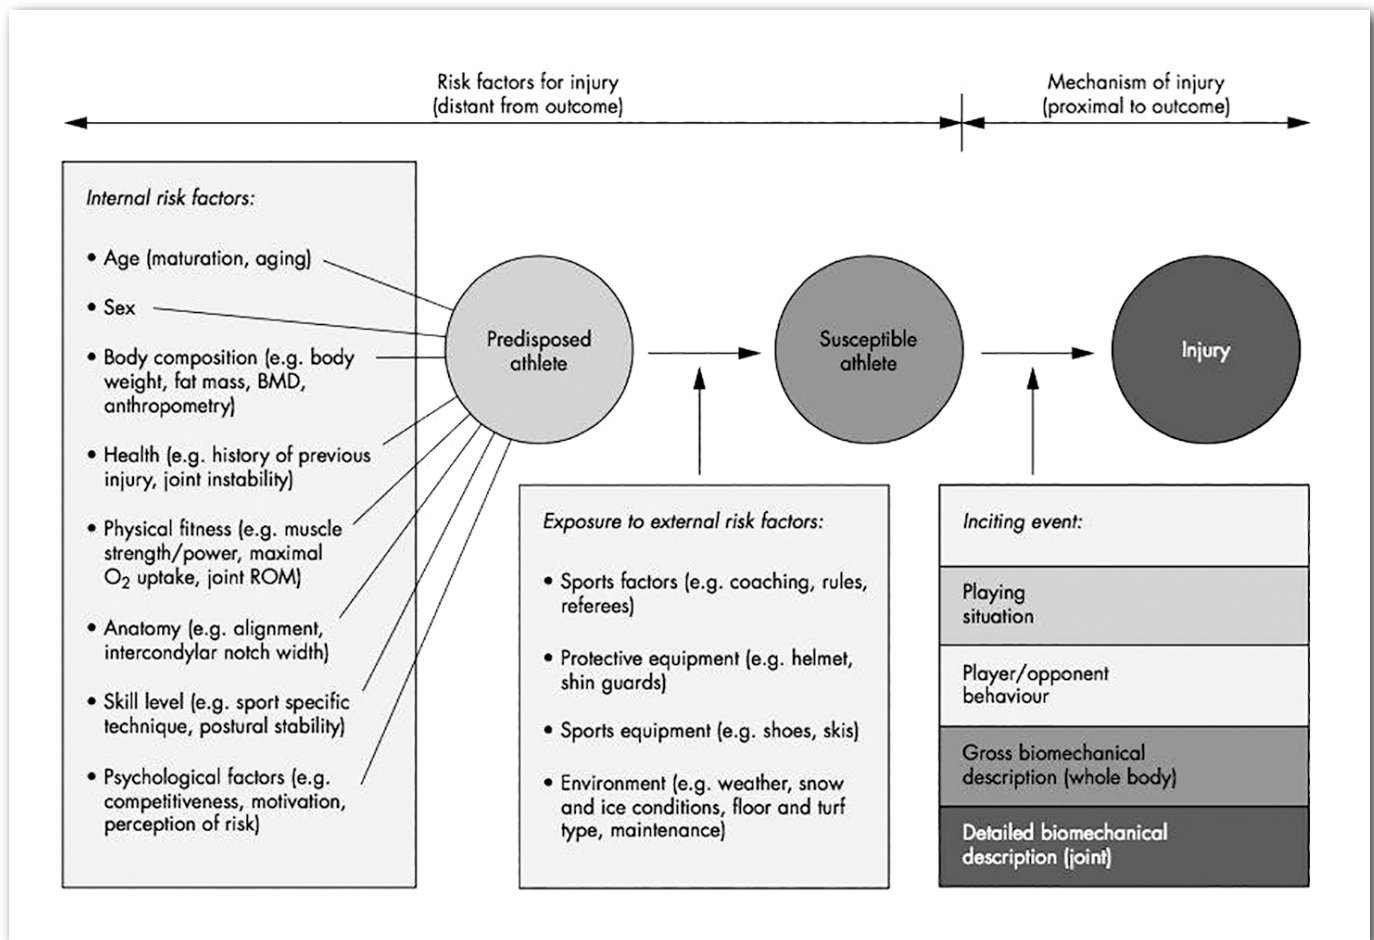 Risk factors for injury
(distant from outcome)
Mechanism of injury
(proximal to outcome)
Internal risk factors:
• Age (maturation, aging)
• Sex
• Body composition (e.g. body
weight, fat mass, BMD,
anthropometry)
• Health (e.g. history of previous
injury, joint instability)
• Physical fitness (e.g. muscle
strength/power, maximal
O₂ uptake, joint ROM)
• Anatomy (e.g. alignment,
intercondylar notch width)
• Skill level (e.g. sport specific
technique, postural stability)
• Psychological factors (e.g.
competitiveness, motivation,
perception of risk)
Predisposed
athlete
Susceptible
athlete
Injury
Exposure to external risk factors:
• Sports factors (e.g. coaching, rules,
referees)
• Protective equipment (e.g. helmet,
shin guards)
• Sports equipment (e.g. shoes, skis)
• Environment (e.g. weather, snow
and ice conditions, floor and turf
type, maintenance)
Inciting event:
Playing
situation
Player/opponent
behaviour
Gross biomechanical
description (whole body)
Detailed biomechanical
description (joint)